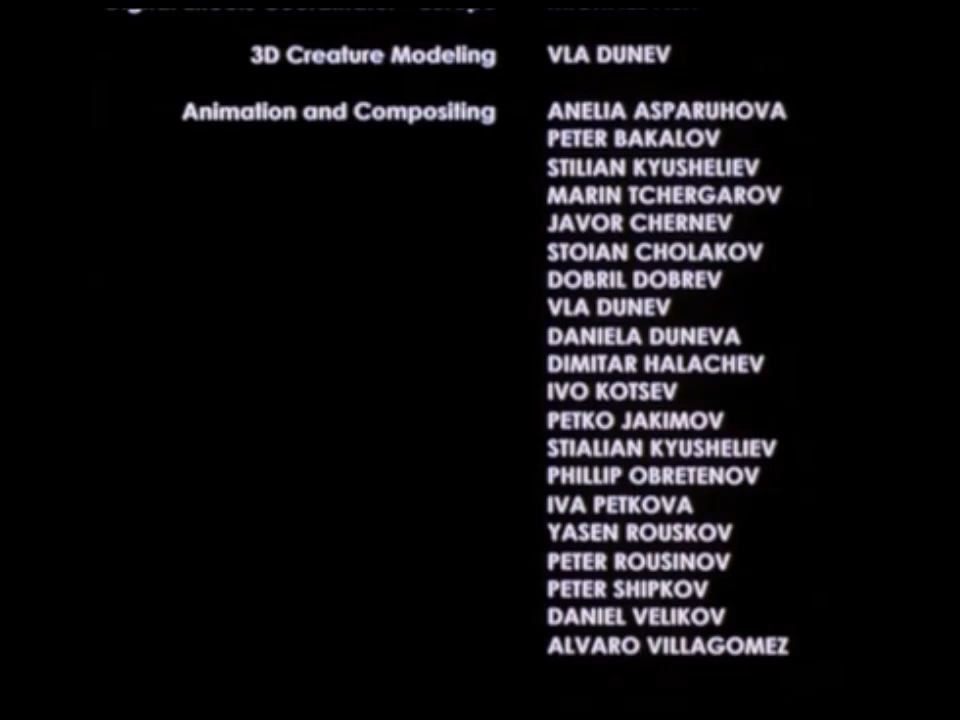 3D Creature Modeling VLA DUNEV
Animation and Compositing ANELIA ASPARUHOVA
PETER BAKALOV
STILIAN KYUSHELIEV
MARIN TCHERGAROV
JAVOR CHERNEV
STOIAN CHOLAKOV
DOBRIL DOBREV
VLA DUNEV
DANIELA DUNEVA
DIMITAR HALACHEV
IVO KOTSEV
PETKO JAKIMOV
STIALIAN KYUSHELIEV
PHILLIP OBRETENOV
IVA PETKOVA
YASEN ROUSKOV
PETER ROUSINOV
PETER SHIPKOV
DANIEL VELIKOV
ALVARO VILLAGOMEZ